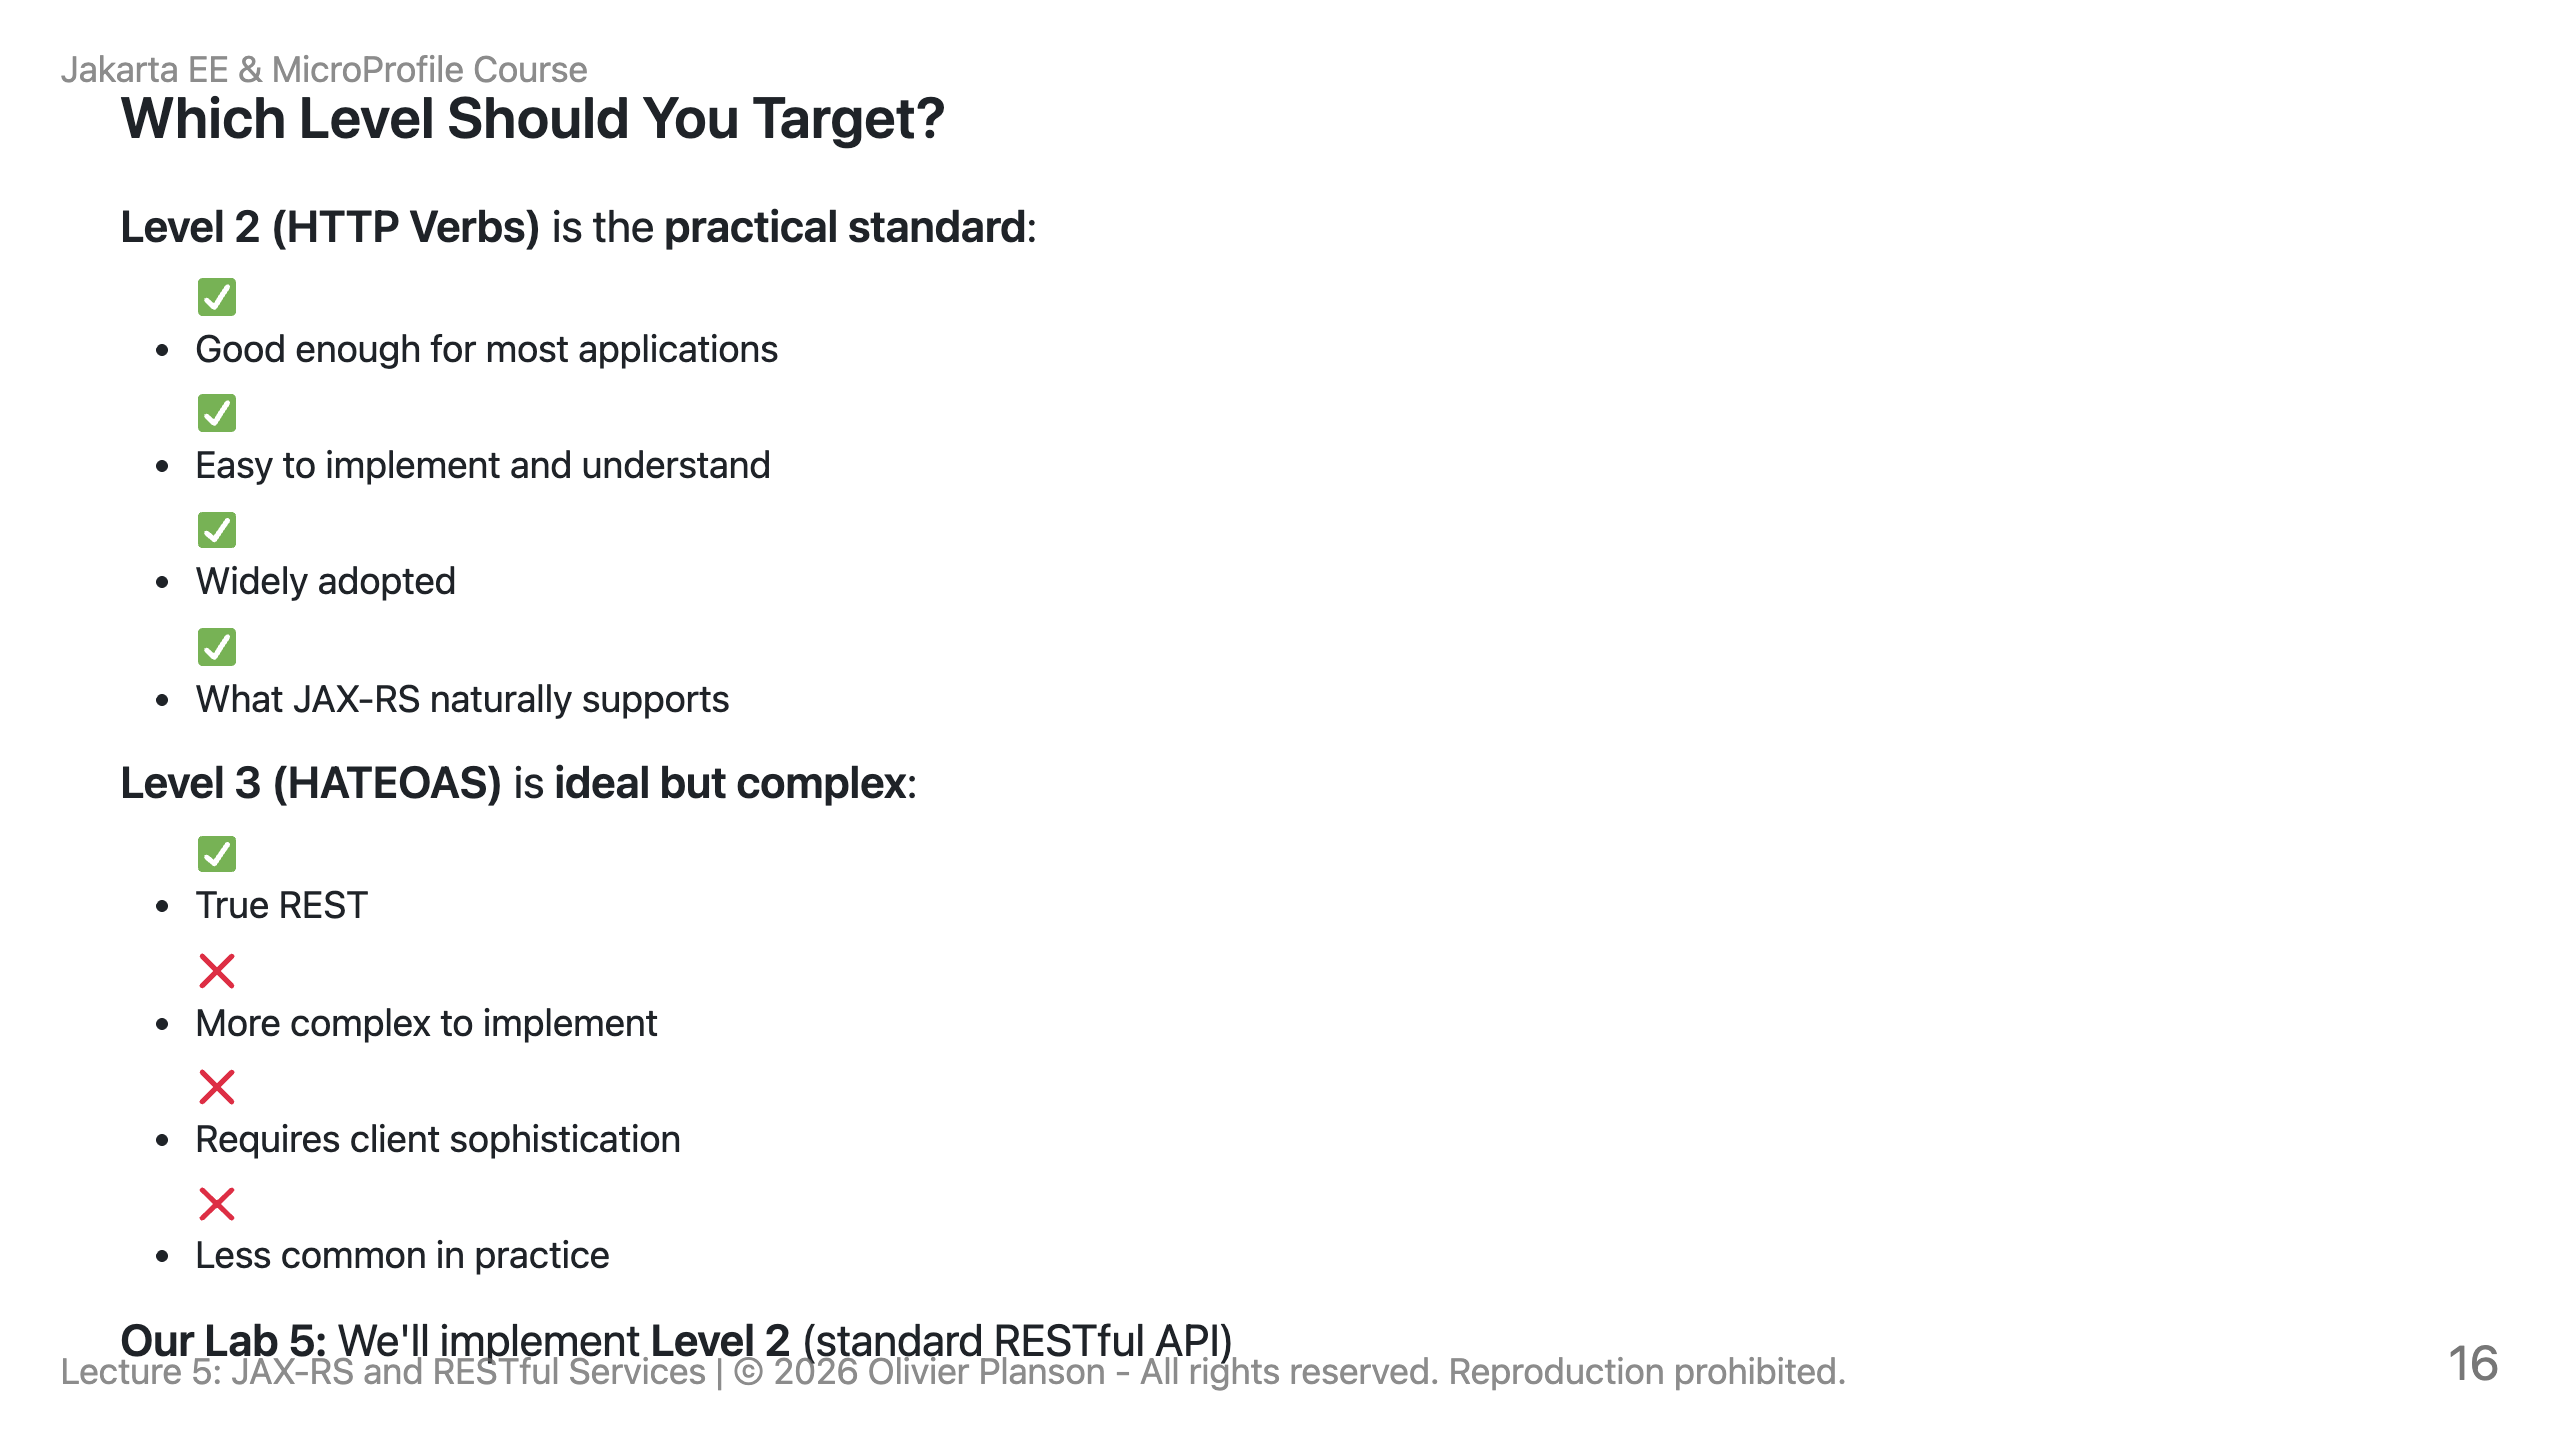 Jakarta EE & MicroProfile Course
Which Level Should You Target?
Level 2 (HTTP Verbs) is the practical standard:
✅
• Good enough for most applications
✅
• Easy to implement and understand
✅
• Widely adopted
✅
• What JAX-RS naturally supports
Level 3 (HATEOAS) is ideal but complex:
✅
• True REST
❌
• More complex to implement
❌
• Requires client sophistication
❌
• Less common in practice
Our Lab 5: We'll implement Level 2 (standard RESTful API)
Lecture 5: JAX-RS and RESTful Services | © 2026 Olivier Planson - All rights reserved. Reproduction prohibited.
16